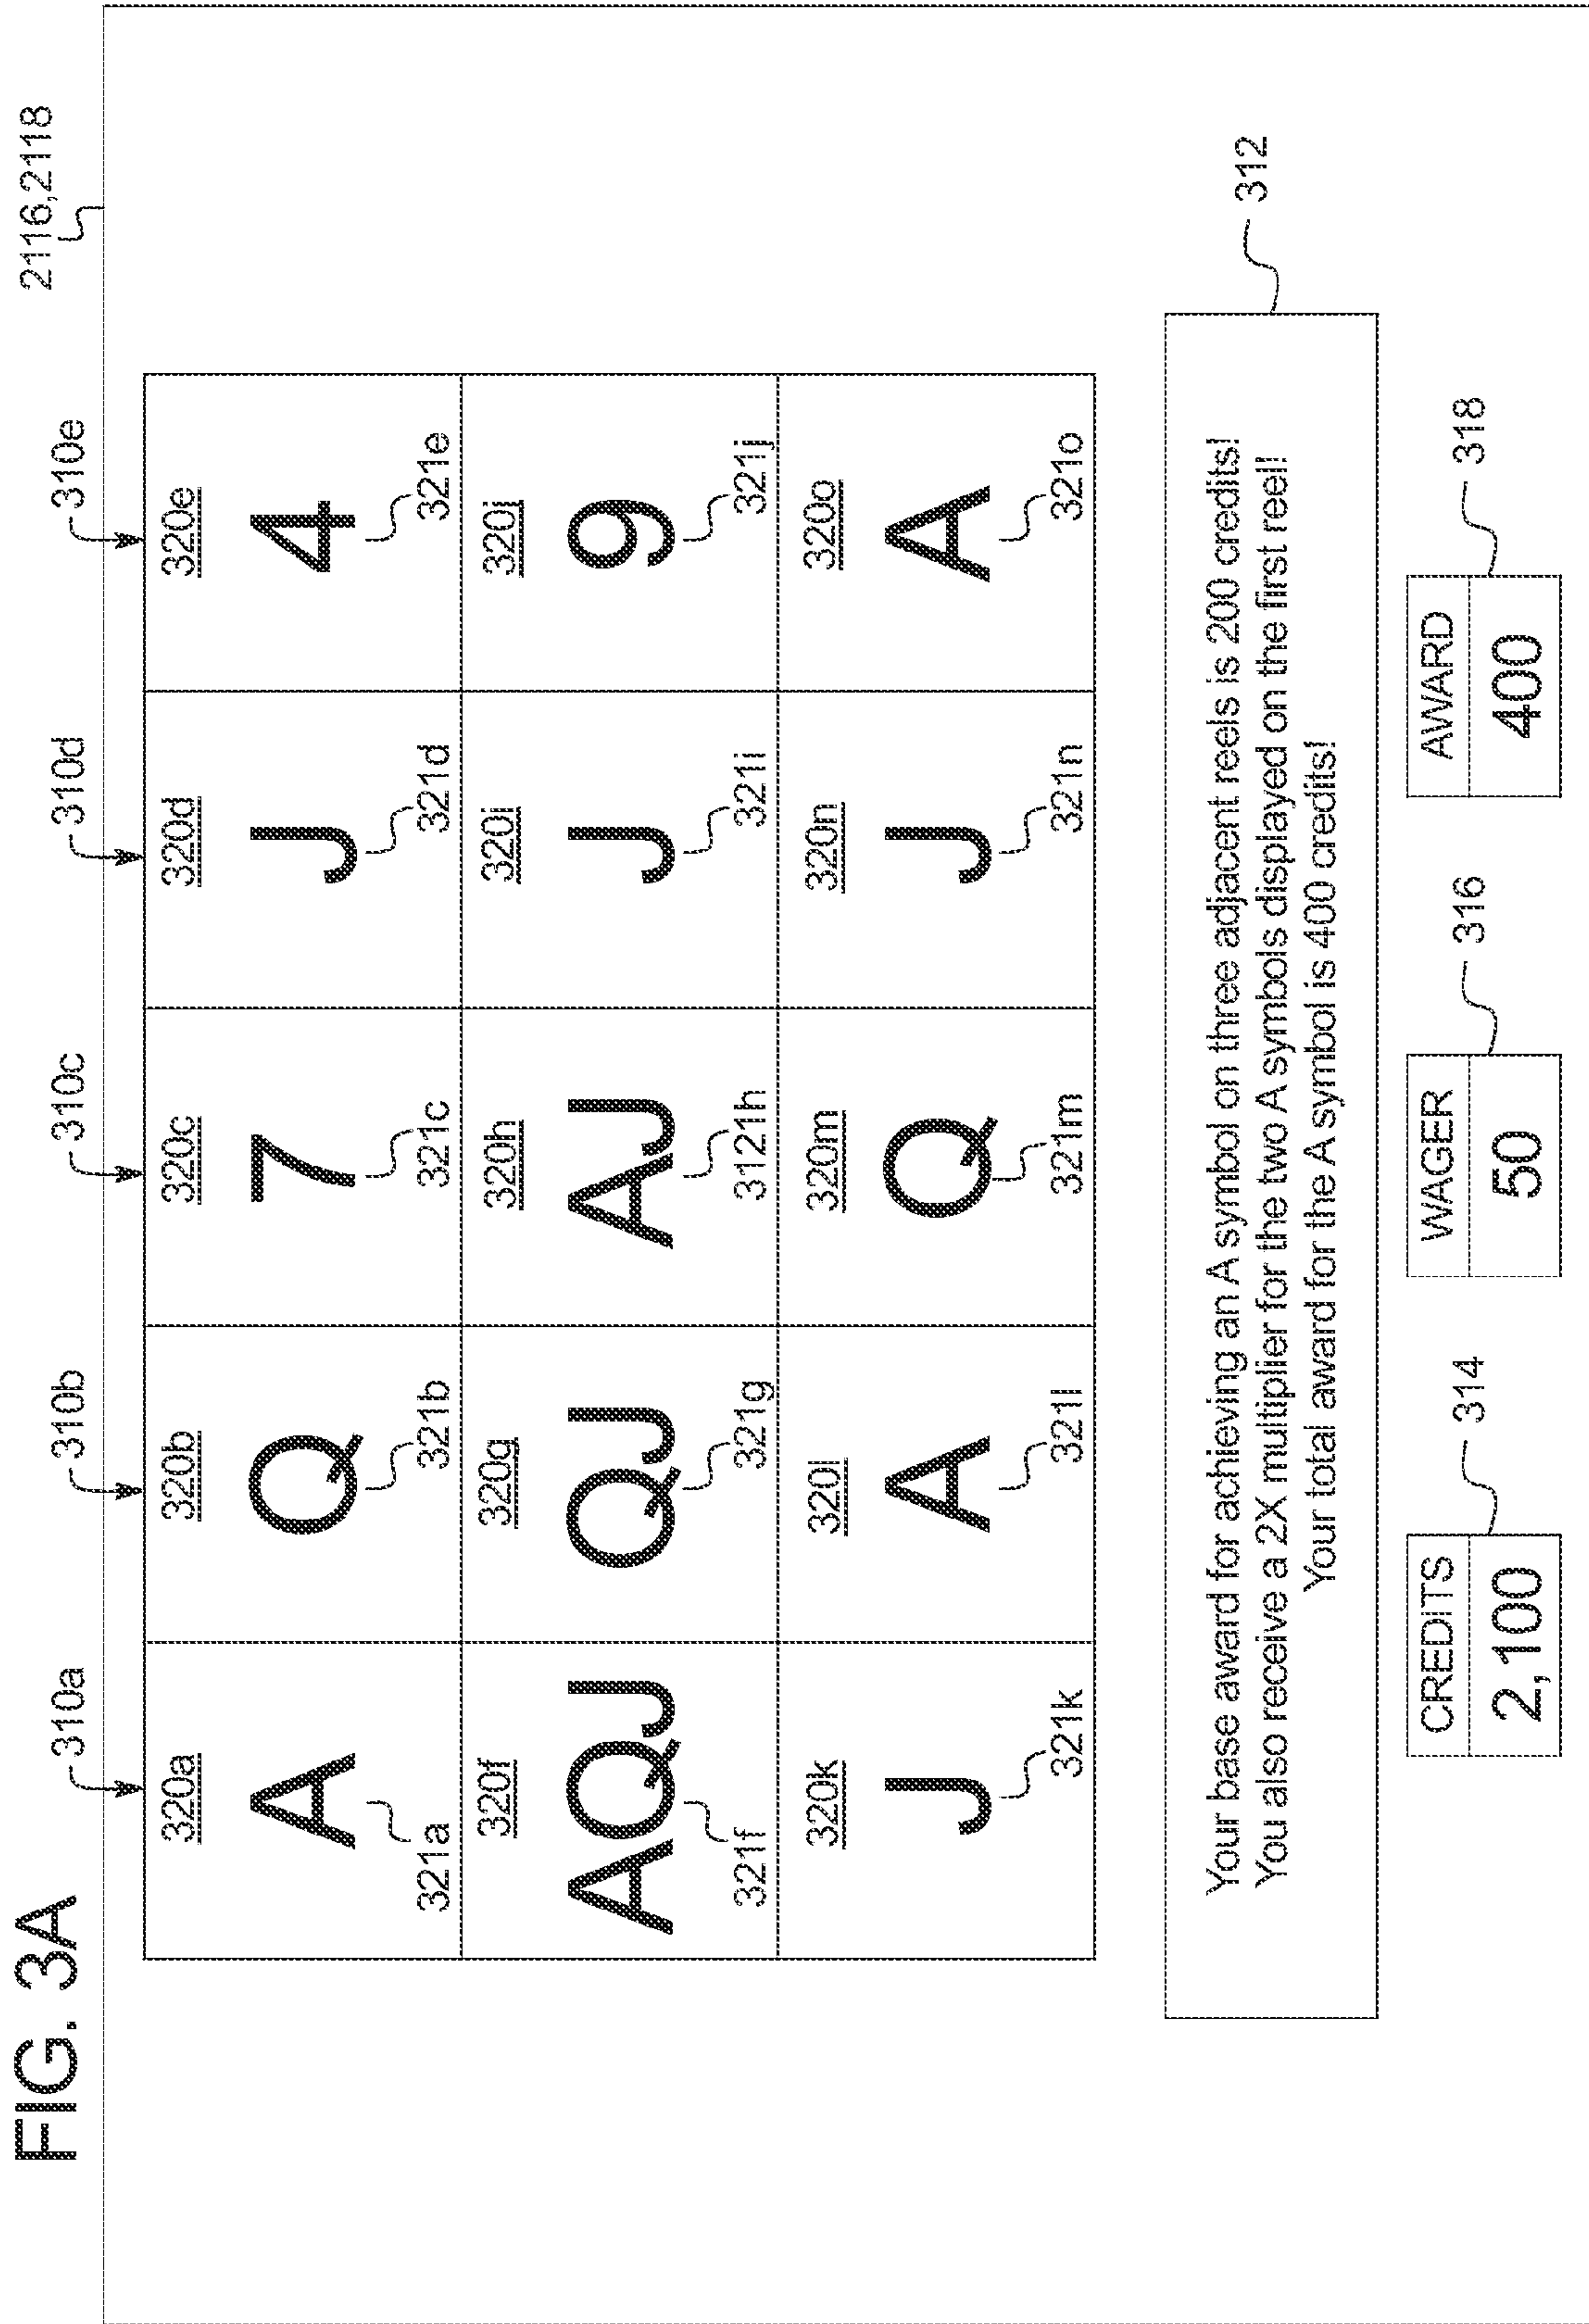 FIG. 3A
2116,2118
310a 310b 310c 310d 310e
320a 320b 320c 320d 320e
A Q 7 J 4
321a 321b 321c 321d 321e
320f 320g 320h 320i 320j
AQJ QJ AJ J 9
321f 321g 3121h 321i 321j
320k 320l 320m 320n 320o
J A Q J A
321k 321l 321m 321n 321o
Your base award for achieving an A symbol on three adjacent reels is 200 credits!
You also receive a 2X multiplier for the two A symbols displayed on the first reel!
Your total award for the A symbol is 400 credits!
312
CREDITS 314 WAGER 316 AWARD 318
2,100 50 400